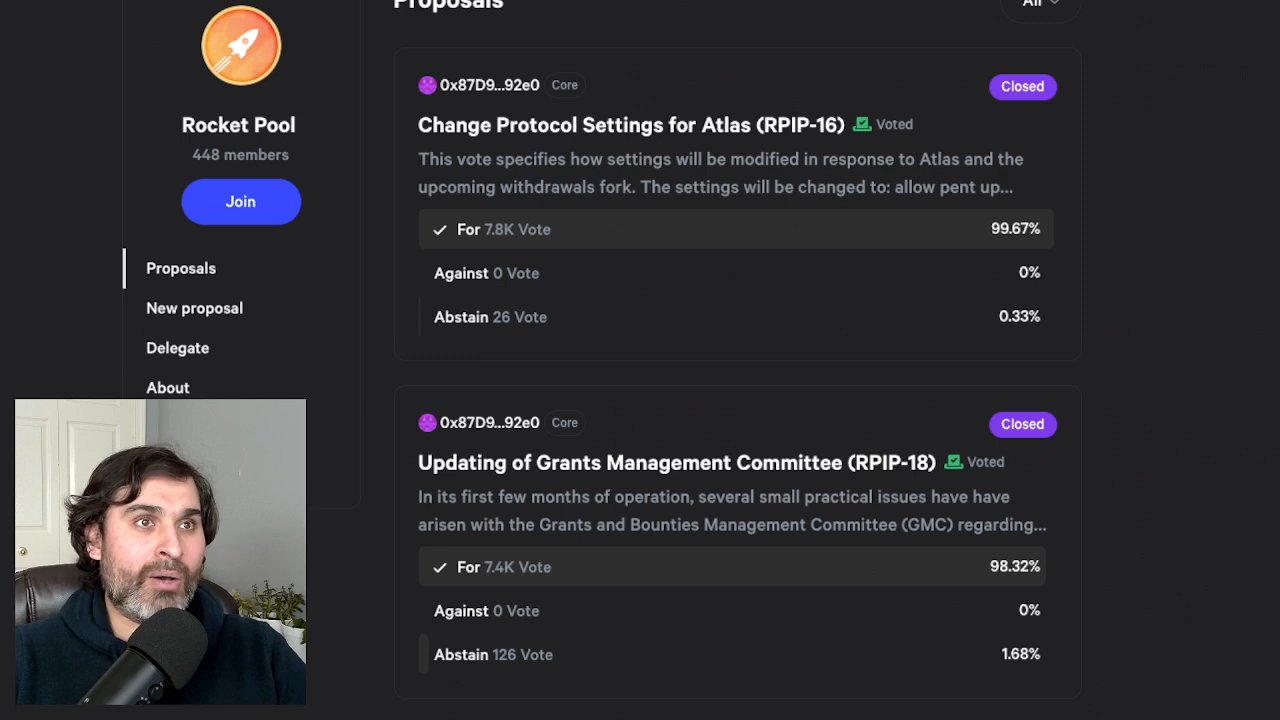 Proposals
All
Rocket Pool
448 members
Join
Proposals
New proposal
Delegate
About
0x87D9...92e0 Core
Closed
Change Protocol Settings for Atlas (RPIP-16) Voted
This vote specifies how settings will be modified in response to Atlas and the
upcoming withdrawals fork. The settings will be changed to: allow pent up...
For 7.8K Vote 99.67%
Against 0 Vote 0%
Abstain 26 Vote 0.33%
0x87D9...92e0 Core
Closed
Updating of Grants Management Committee (RPIP-18) Voted
In its first few months of operation, several small practical issues have have
arisen with the Grants and Bounties Management Committee (GMC) regarding...
For 7.4K Vote 98.32%
Against 0 Vote 0%
Abstain 126 Vote 1.68%